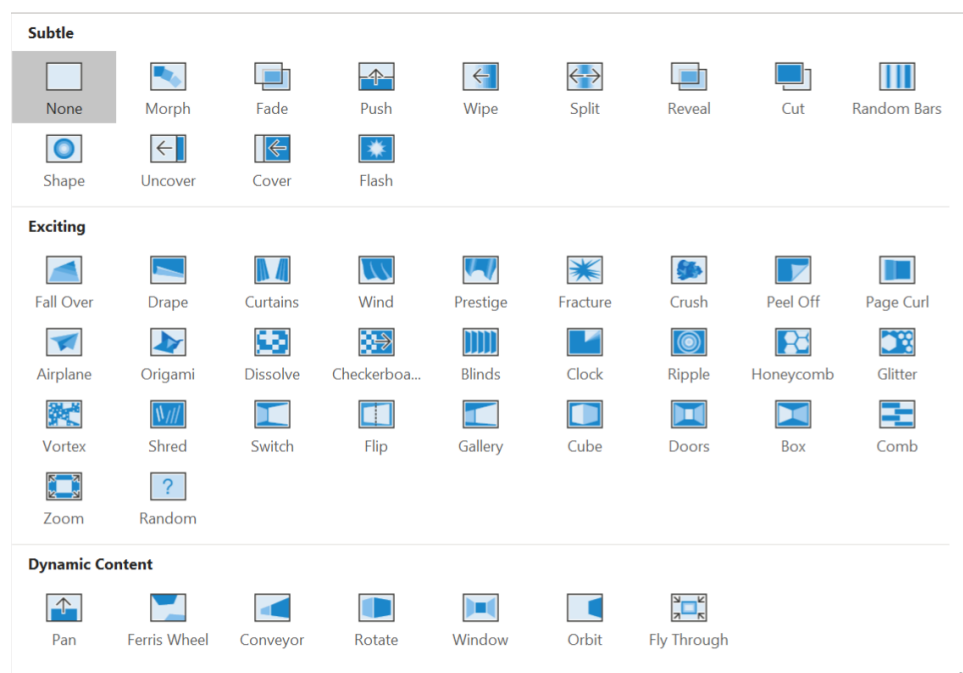 Subtle
None Morph Fade Push Wipe Split Reveal Cut Random Bars
Shape Uncover Cover Flash
Exciting
Fall Over Drape Curtains Wind Prestige Fracture Crush Peel Off Page Curl
Airplane Origami Dissolve Checkerboa... Blinds Clock Ripple Honeycomb Glitter
Vortex Shred Switch Flip Gallery Cube Doors Box Comb
?
Zoom Random
Dynamic Content
Pan Ferris Wheel Conveyor Rotate Window Orbit Fly Through